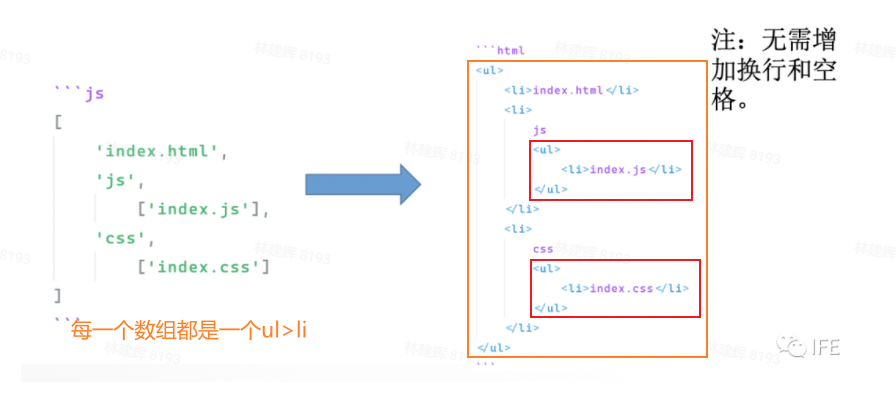 ```js
[
'index.html',
'js',
['index.js'],
'css',
['index.css']
]
```
每一个数组都是一个ul>li
```html
<ul>
<li>index.html</li>
<li>
js
<ul>
<li>index.js</li>
</ul>
</li>
<li>
css
<ul>
<li>index.css</li>
</ul>
</li>
</ul>
```
注：无需增
加换行和空
格。
IFE
林建辉 8193